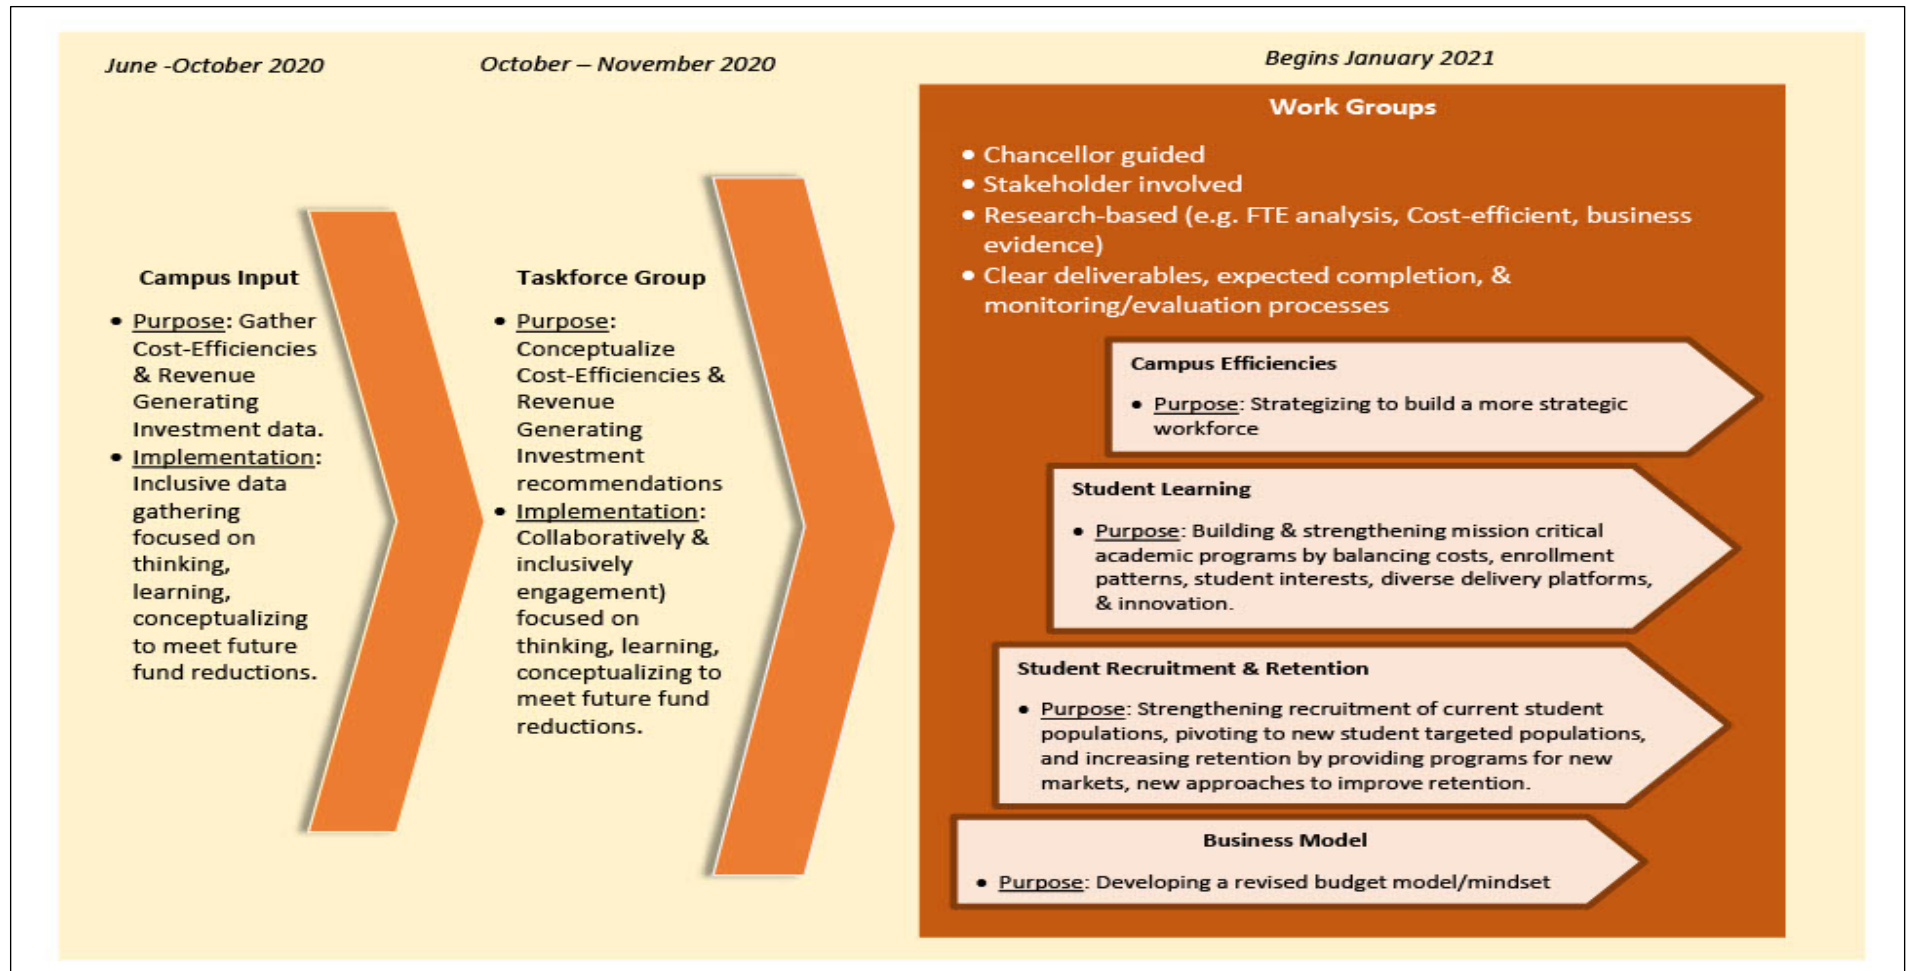 June -October 2020
October – November 2020
Begins January 2021
Campus Input
• Purpose: Gather
Cost-Efficiencies
& Revenue
Generating
Investment data.
• Implementation:
Inclusive data
gathering
focused on
thinking,
learning,
conceptualizing
to meet future
fund reductions.
Taskforce Group
• Purpose:
Conceptualize
Cost-Efficiencies &
Revenue
Generating
Investment
recommendations
• Implementation:
Collaboratively &
inclusively
engagement)
focused on
thinking, learning,
conceptualizing to
meet future fund
reductions.
Work Groups
• Chancellor guided
• Stakeholder involved
• Research-based (e.g. FTE analysis, Cost-efficient, business
evidence)
• Clear deliverables, expected completion, &
monitoring/evaluation processes
Campus Efficiencies
• Purpose: Strategizing to build a more strategic
workforce
Student Learning
• Purpose: Building & strengthening mission critical
academic programs by balancing costs, enrollment
patterns, student interests, diverse delivery platforms,
& innovation.
Student Recruitment & Retention
• Purpose: Strengthening recruitment of current student
populations, pivoting to new student targeted populations,
and increasing retention by providing programs for new
markets, new approaches to improve retention.
Business Model
• Purpose: Developing a revised budget model/mindset